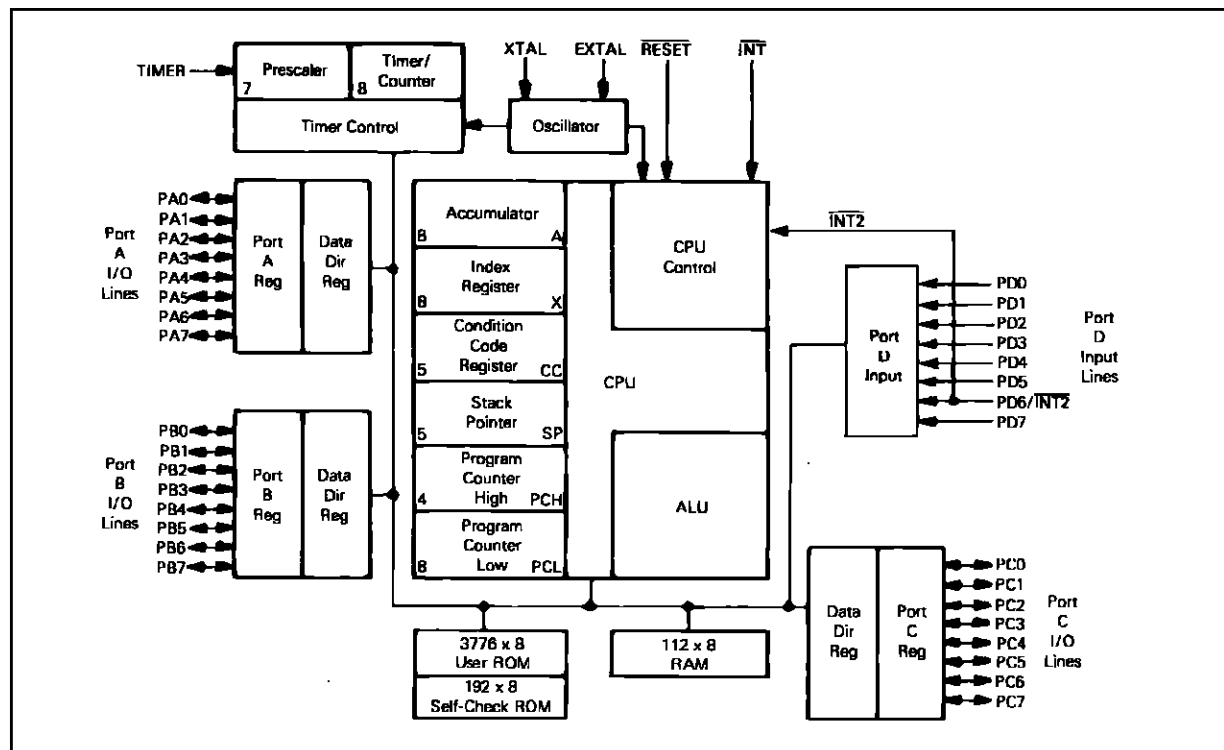 TIMER
Prescaler
7
Timer/
Counter
8
Timer Control
XTAL
EXTAL
RESET
INT
Oscillator
PA0
PA1
PA2
PA3
PA4
PA5
PA6
PA7
Port
A
I/O
Lines
Port
A
Reg
Data
Dir
Reg
PB0
PB1
PB2
PB3
PB4
PB5
PB6
PB7
Port
B
I/O
Lines
Port
B
Reg
Data
Dir
Reg
Accumulator
8 A
Index
Register
8 X
Condition
Code
Register
5 CC
Stack
Pointer
5 SP
Program
Counter
High
4 PCH
Program
Counter
Low
8 PCL
CPU
CPU
Control
ALU
INT2
Port
D
Input
PD0
PD1
PD2
PD3
PD4
PD5
PD6/INT2
PD7
Port
D
Input
Lines
3776 x 8
User ROM
192 x 8
Self-Check ROM
112 x 8
RAM
Data
Dir
Reg
Port
C
Reg
PC0
PC1
PC2
PC3
PC4
PC5
PC6
PC7
Port
C
I/O
Lines